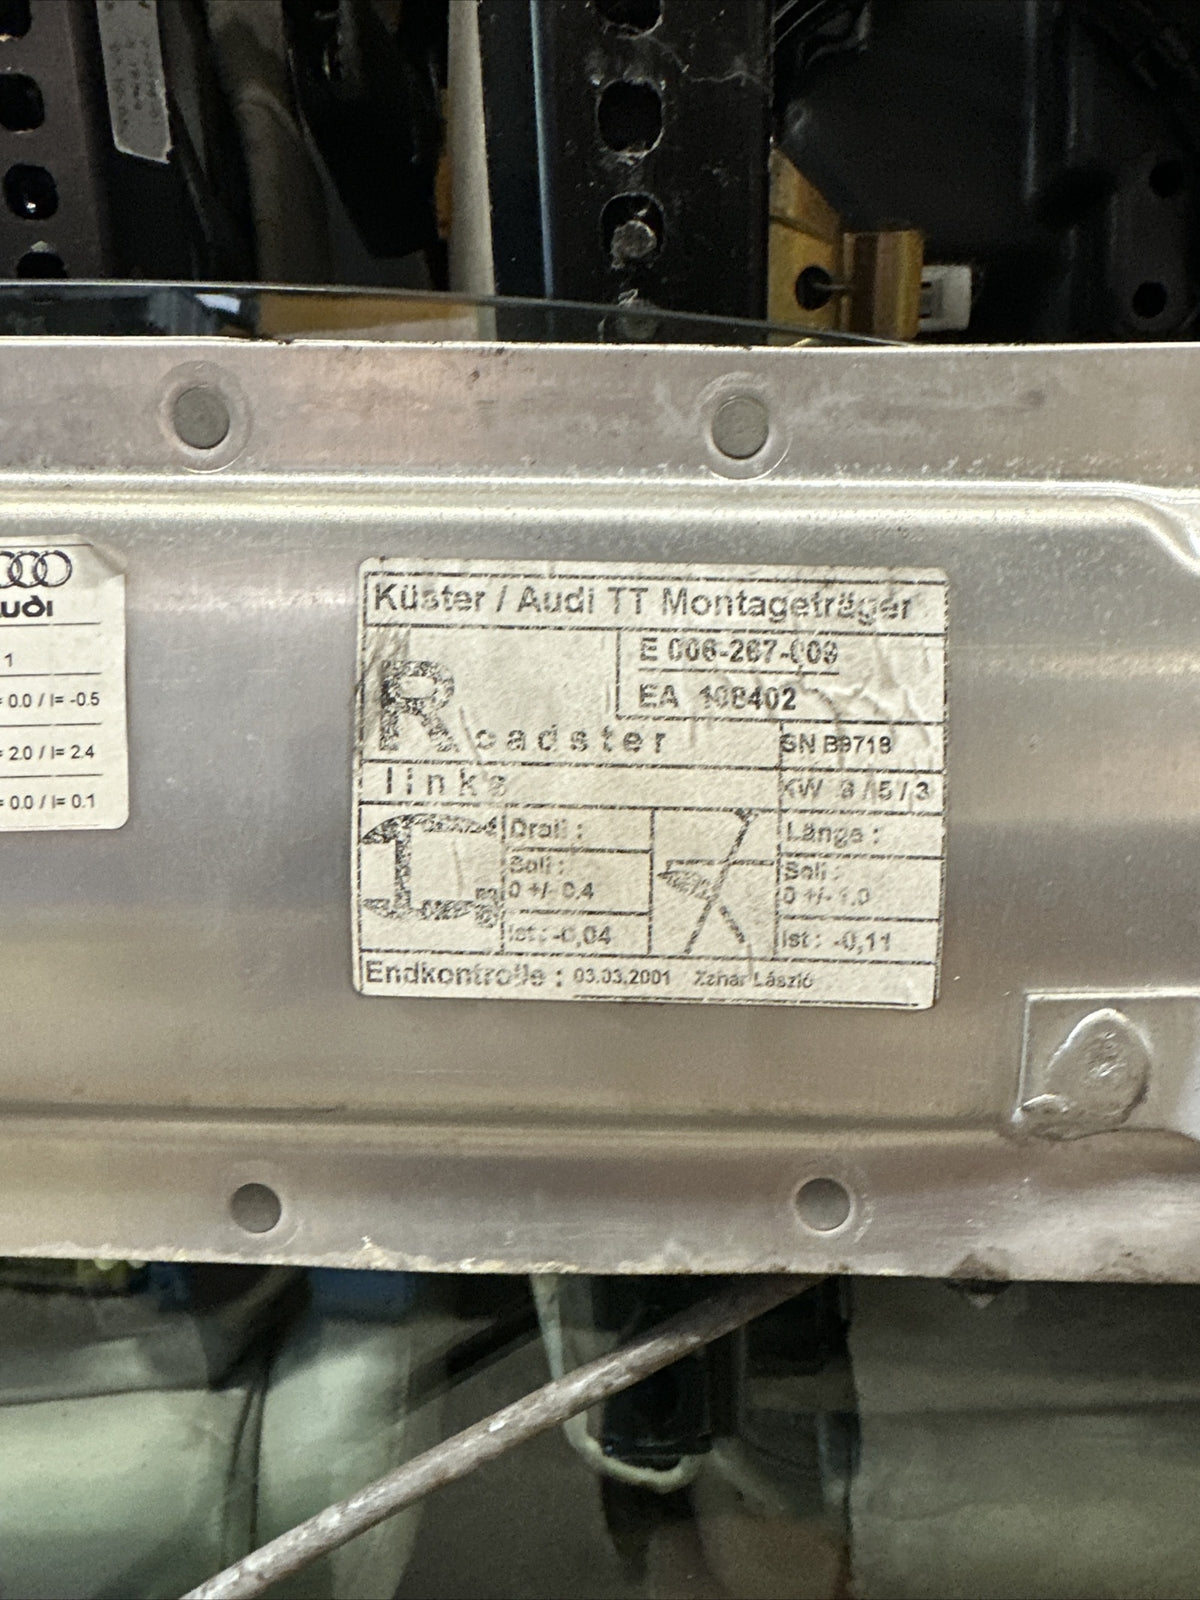 1
= 0.0 / l= -0.5
= 2.0 / l= 2.4
= 0.0 / l= 0.1
Küster / Audi TT Montageträger
E 006-267-009
EA 108402
Roadster
SN B9718
links
KW 9 / 5 / 3
Drall :
Soll :
0 +/- 0.4
Ist : -0,04
Länge :
Soll :
0 +/- 1.0
Ist : -0,11
Endkontrolle : 03.03.2001 László